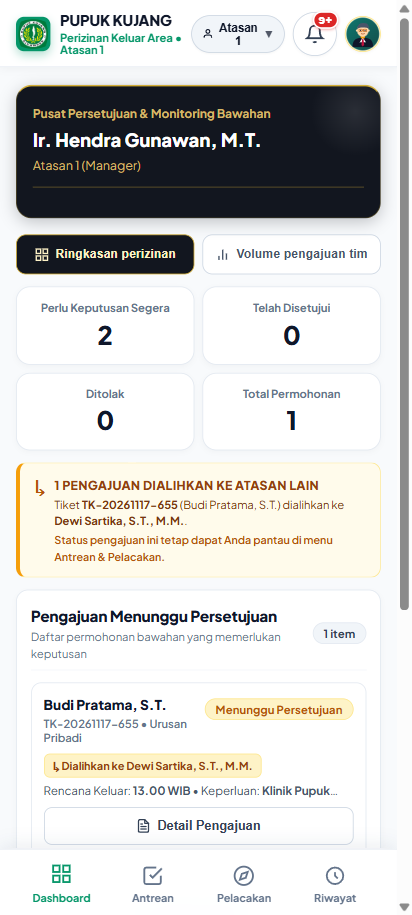 PUPUK KUJANG
Perizinan Keluar Area •
Atasan 1
Atasan
1
9+
Pusat Persetujuan & Monitoring Bawahan
Ir. Hendra Gunawan, M.T.
Atasan 1 (Manager)
Ringkasan perizinan
Volume pengajuan tim
Perlu Keputusan Segera
2
Telah Disetujui
0
Ditolak
0
Total Permohonan
1
1 PENGAJUAN DIALIHKAN KE ATASAN LAIN
Tiket TK-20261117-655 (Budi Pratama, S.T.) dialihkan ke
Dewi Sartika, S.T., M.M..
Status pengajuan ini tetap dapat Anda pantau di menu
Antrean & Pelacakan.
Pengajuan Menunggu Persetujuan
Daftar permohonan bawahan yang memerlukan
keputusan
1 item
Budi Pratama, S.T.
Menunggu Persetujuan
TK-20261117-655 • Urusan
Pribadi
↳ Dialihkan ke Dewi Sartika, S.T., M.M.
Rencana Keluar: 13.00 WIB • Keperluan: Klinik Pupuk...
Detail Pengajuan
Dashboard
Antrean
Pelacakan
Riwayat